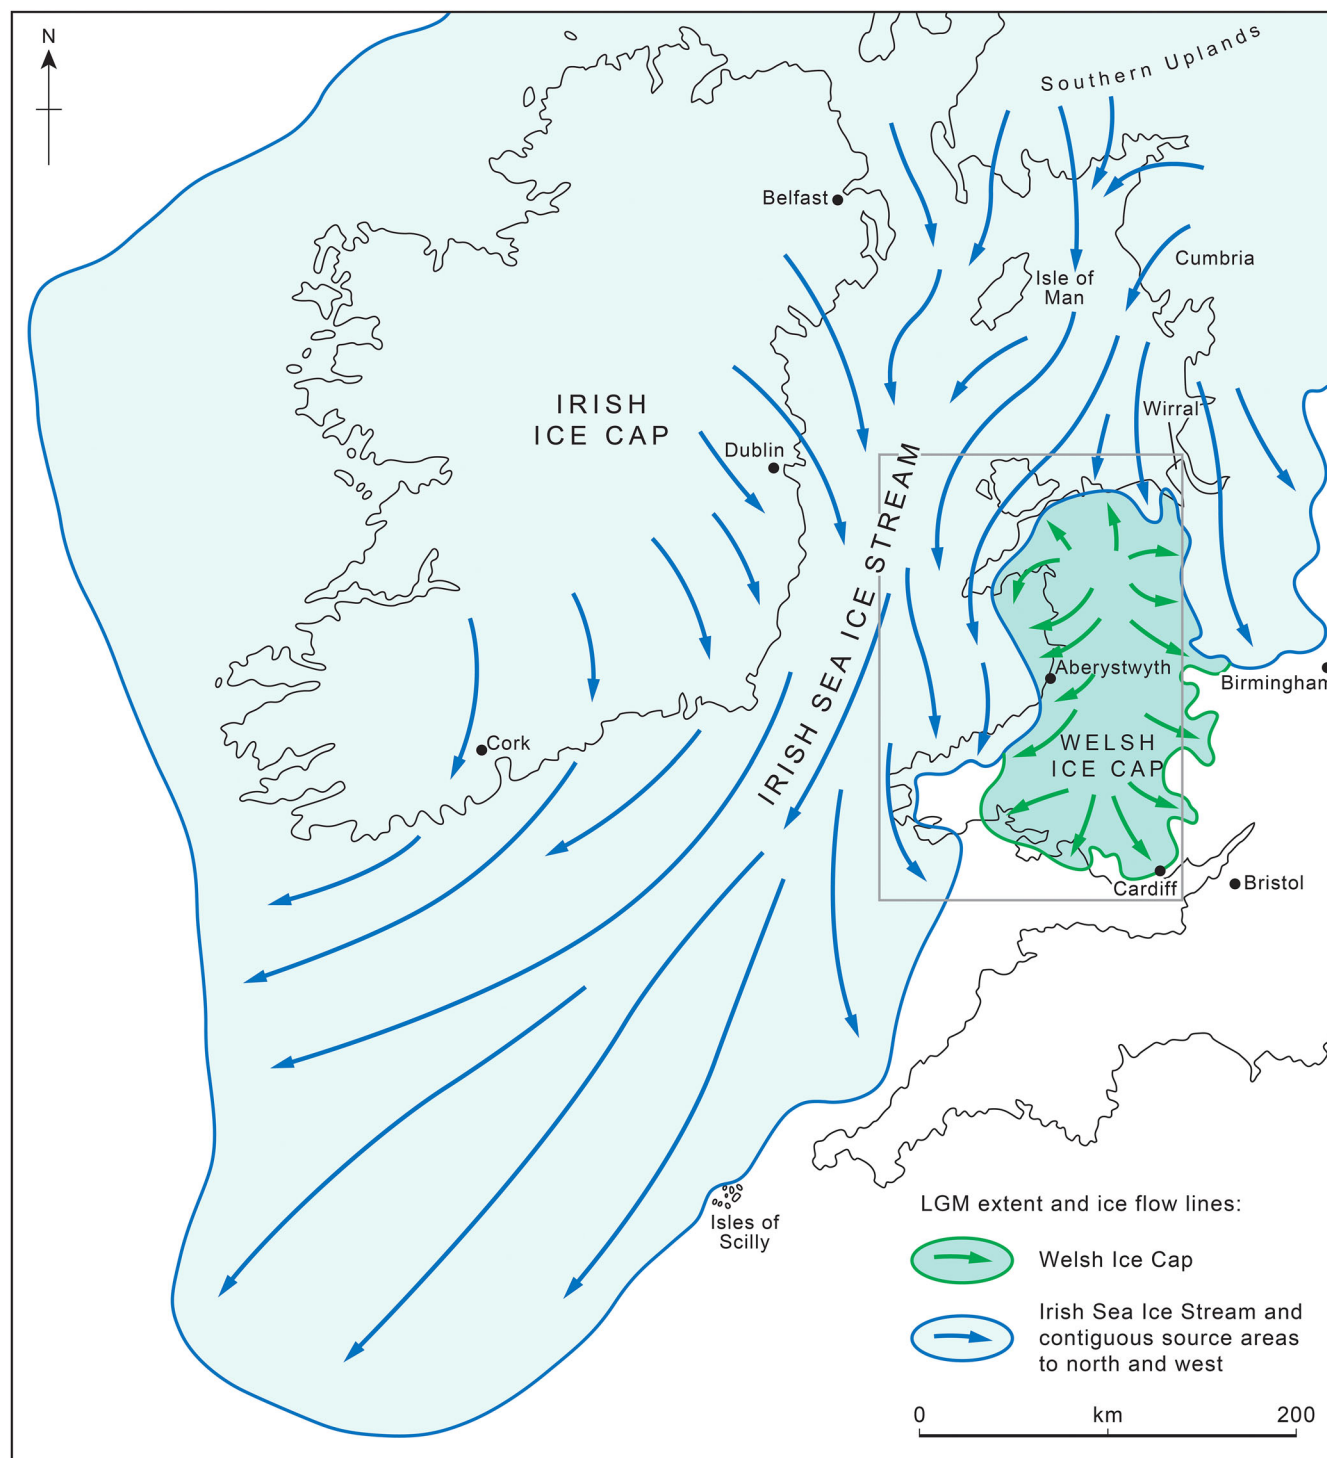 N
Southern Uplands
Belfast
Cumbria
Isle of
Man
IRISH
ICE CAP
Wirral
Dublin
IRISH SEA ICE STREAM
Aberystwyth
Birmingham
Cork
WELSH
ICE CAP
Cardiff
Bristol
Isles of
Scilly
LGM extent and ice flow lines:
Welsh Ice Cap
Irish Sea Ice Stream and
contiguous source areas
to north and west
0 km 200